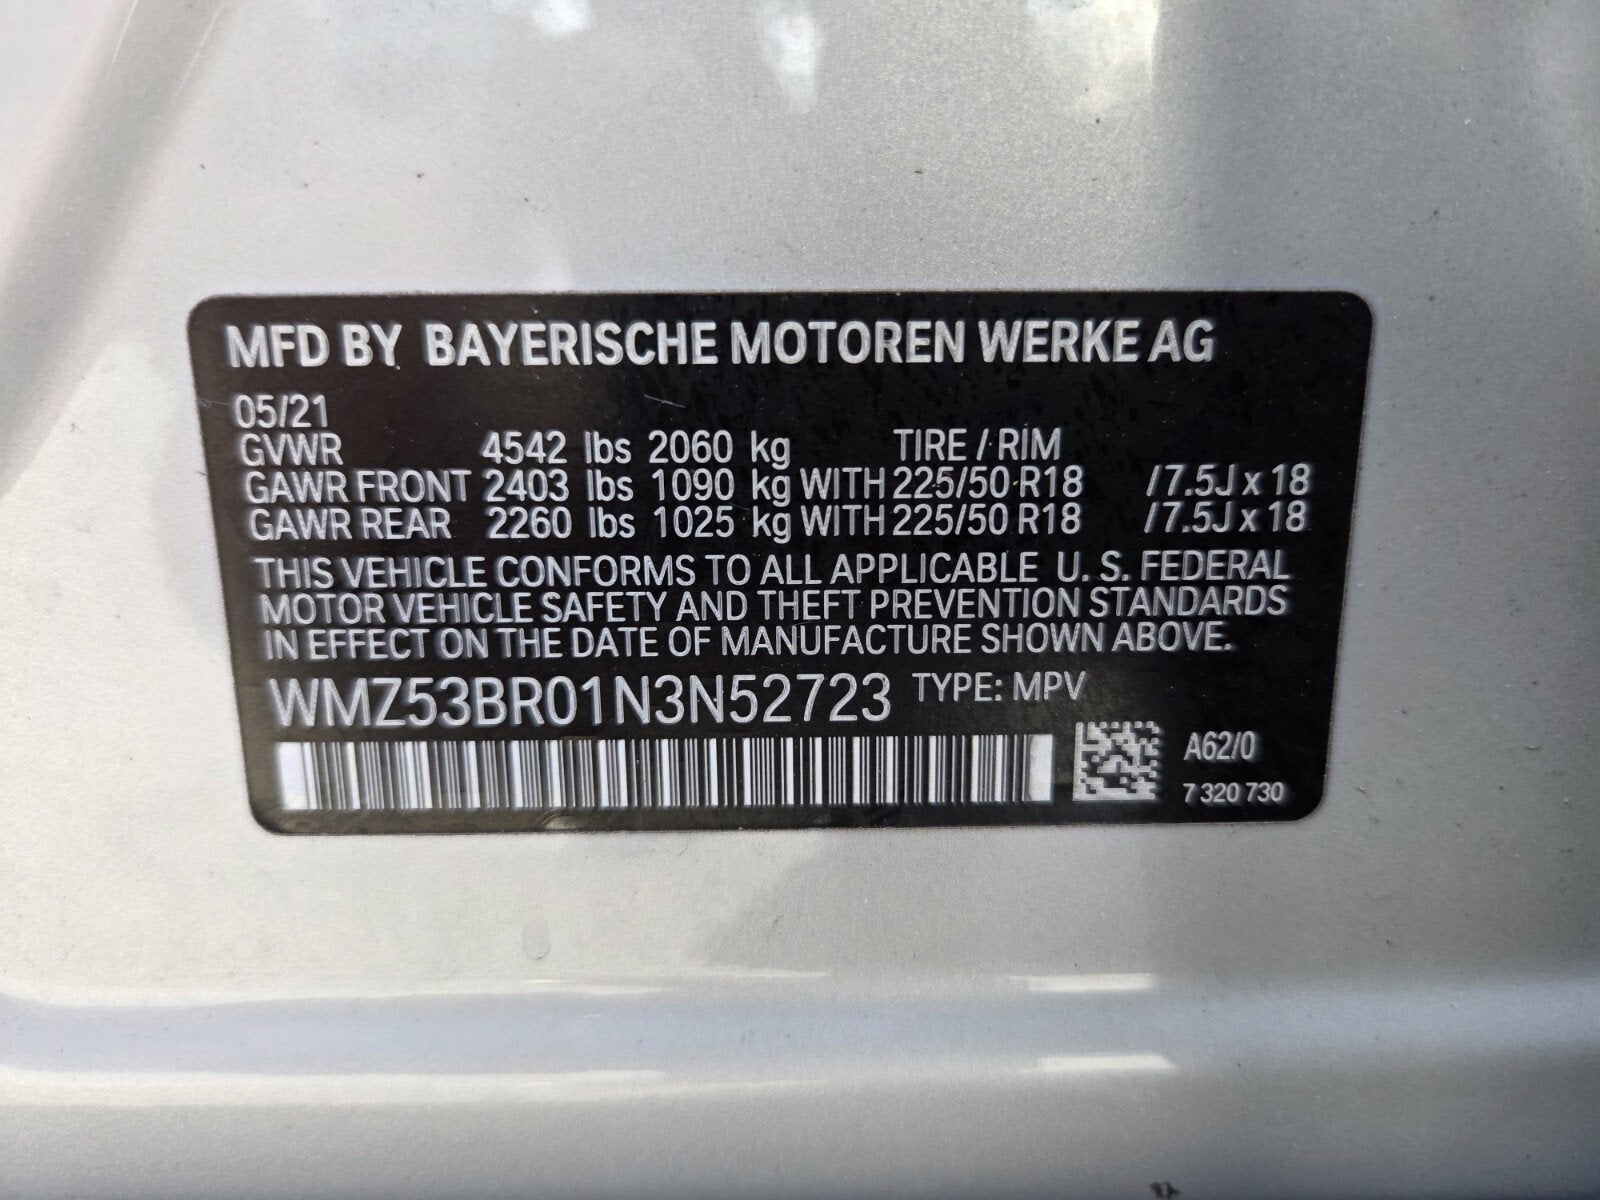 MFD BY BAYERISCHE MOTOREN WERKE AG
05/21
GVWR 4542 lbs 2060 kg TIRE / RIM
GAWR FRONT 2403 lbs 1090 kg WITH 225/50 R18 / 7.5J x 18
GAWR REAR 2260 lbs 1025 kg WITH 225/50 R18 / 7.5J x 18
THIS VEHICLE CONFORMS TO ALL APPLICABLE U. S. FEDERAL
MOTOR VEHICLE SAFETY AND THEFT PREVENTION STANDARDS
IN EFFECT ON THE DATE OF MANUFACTURE SHOWN ABOVE.
WMZ53BR01N3N52723 TYPE: MPV
A62/0
7 320 730